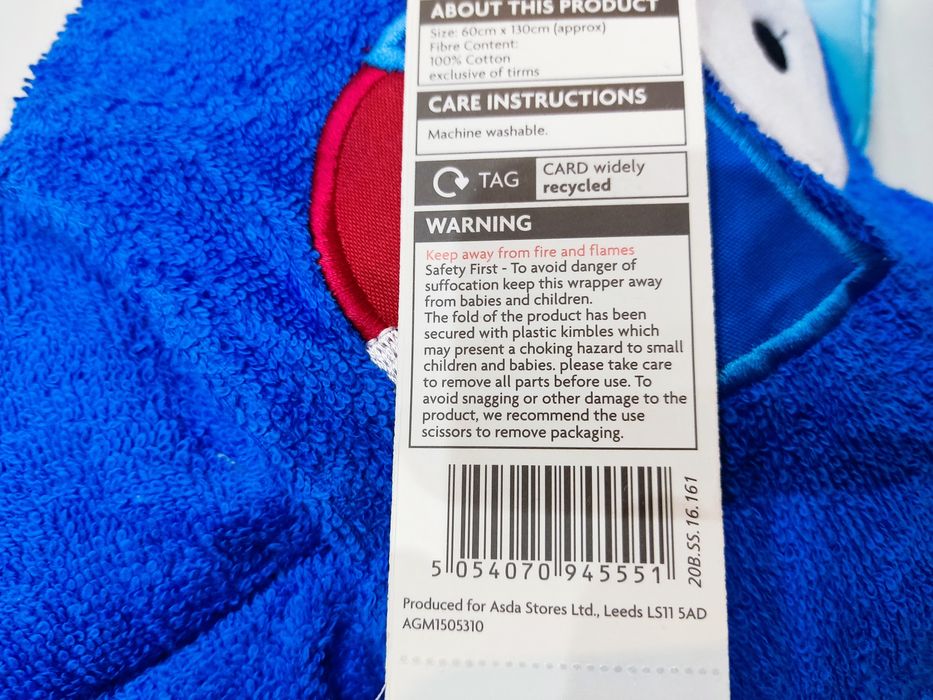 ABOUT THIS PRODUCT
Size: 60cm x 130cm (approx)
Fibre Content:
100% Cotton
exclusive of tirms
CARE INSTRUCTIONS
Machine washable.
TAG
CARD widely
recycled
WARNING
Keep away from fire and flames
Safety First - To avoid danger of
suffocation keep this wrapper away
from babies and children.
The fold of the product has been
secured with plastic kimbles which
may present a choking hazard to small
children and babies. please take care
to remove all parts before use. To
avoid snagging or other damage to the
product, we recommend the use
scissors to remove packaging.
5 054070 945551
20B.SS.16.161
Produced for Asda Stores Ltd., Leeds LS11 5AD
AGM1505310